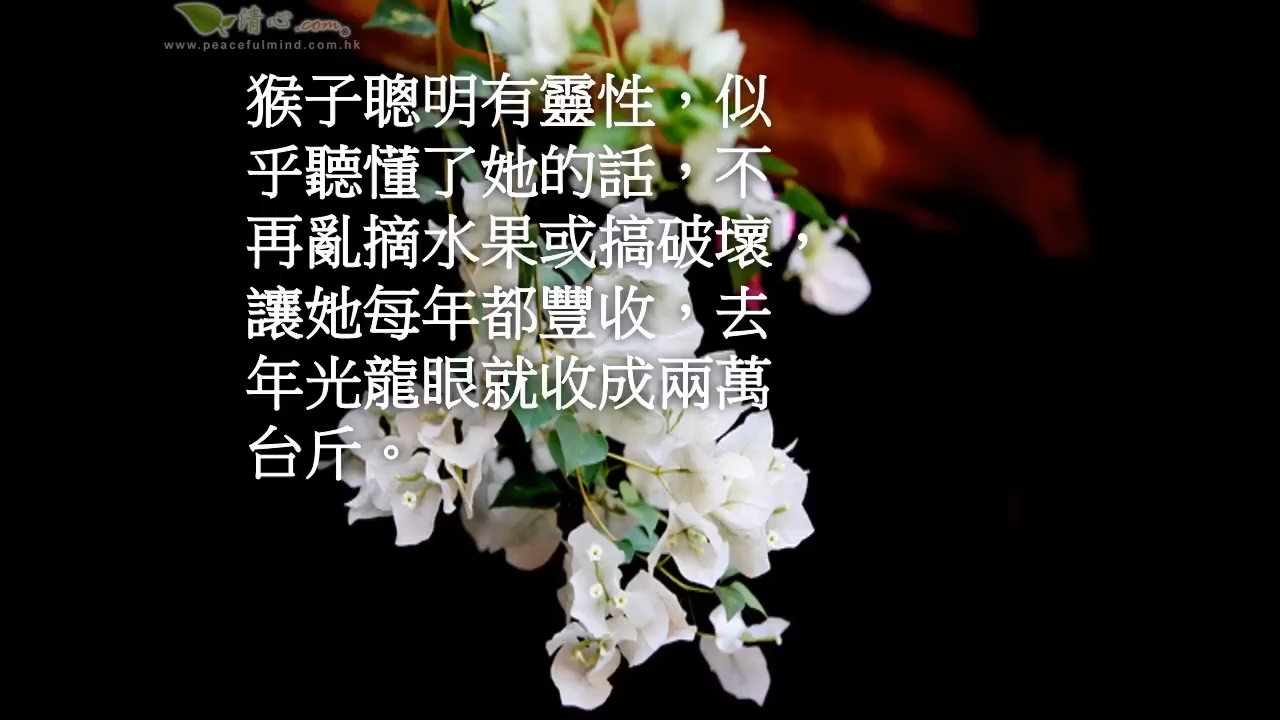 清心.com
www.peacefulmind.com.hk
猴子聰明有靈性，似
乎聽懂了她的話，不
再亂摘水果或搞破壞，
讓她每年都豐收，去
年光龍眼就收成兩萬
台斤。